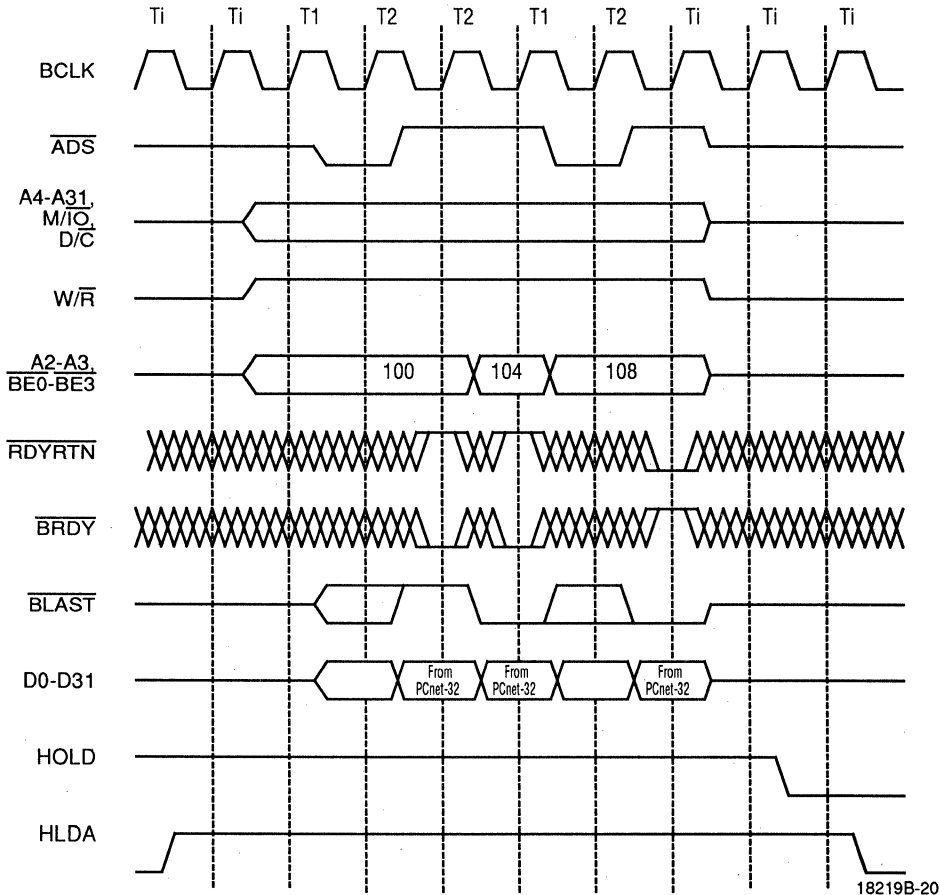 Ti Ti T1 T2 T2 T1 T2 Ti Ti Ti
BCLK
ADS
A4-A31,
M/IO,
D/C
W/R
A2-A3,
BE0-BE3
100 104 108
RDYRTN
BRDY
BLAST
D0-D31
From
PCnet-32
From
PCnet-32
From
PCnet-32
HOLD
HLDA
18219B-20